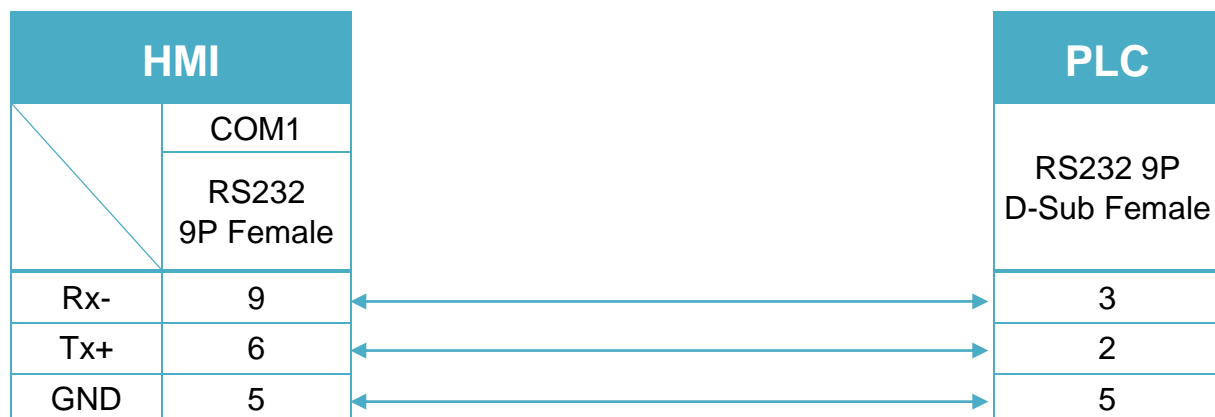 HMI
PLC
COM1
RS232
9P Female
RS232 9P
D-Sub Female
Rx- 9 3
Tx+ 6 2
GND 5 5